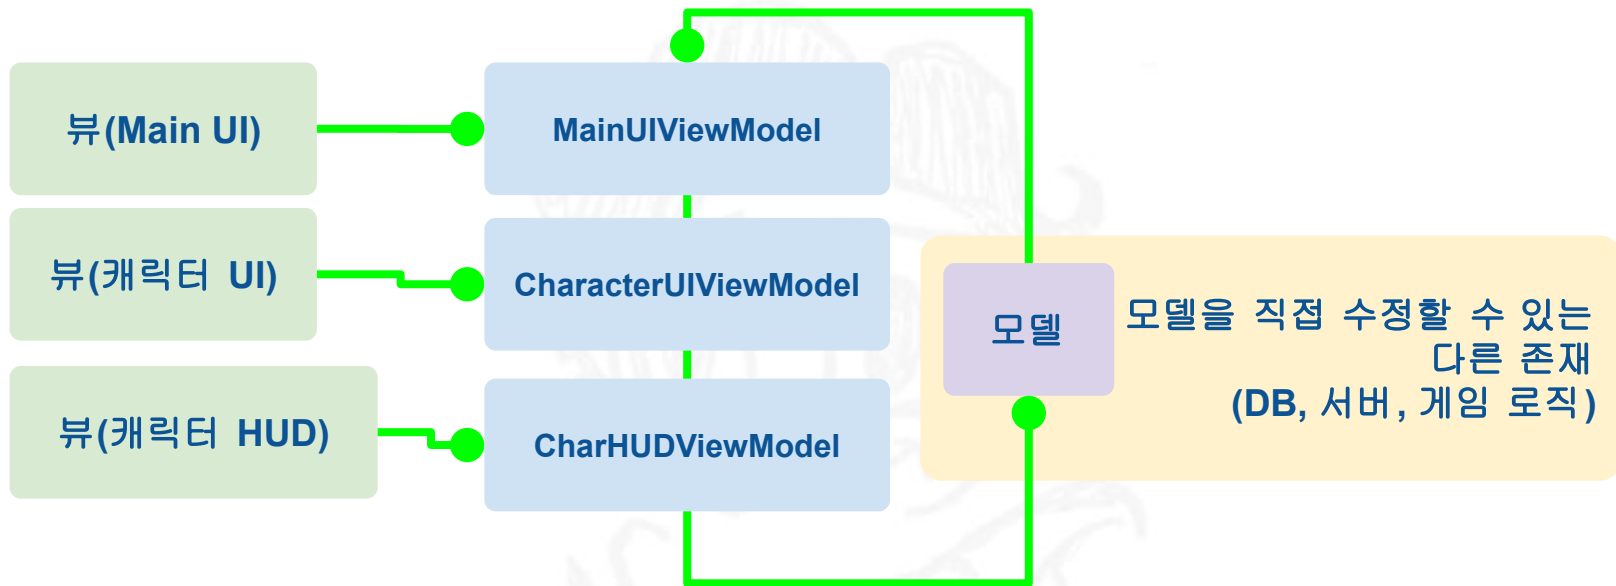 뷰(Main UI)
MainUIViewModel
뷰(캐릭터 UI)
CharacterUIViewModel
뷰(캐릭터 HUD)
CharHUDViewModel
모델
모델을 직접 수정할 수 있는
다른 존재
(DB, 서버, 게임 로직)